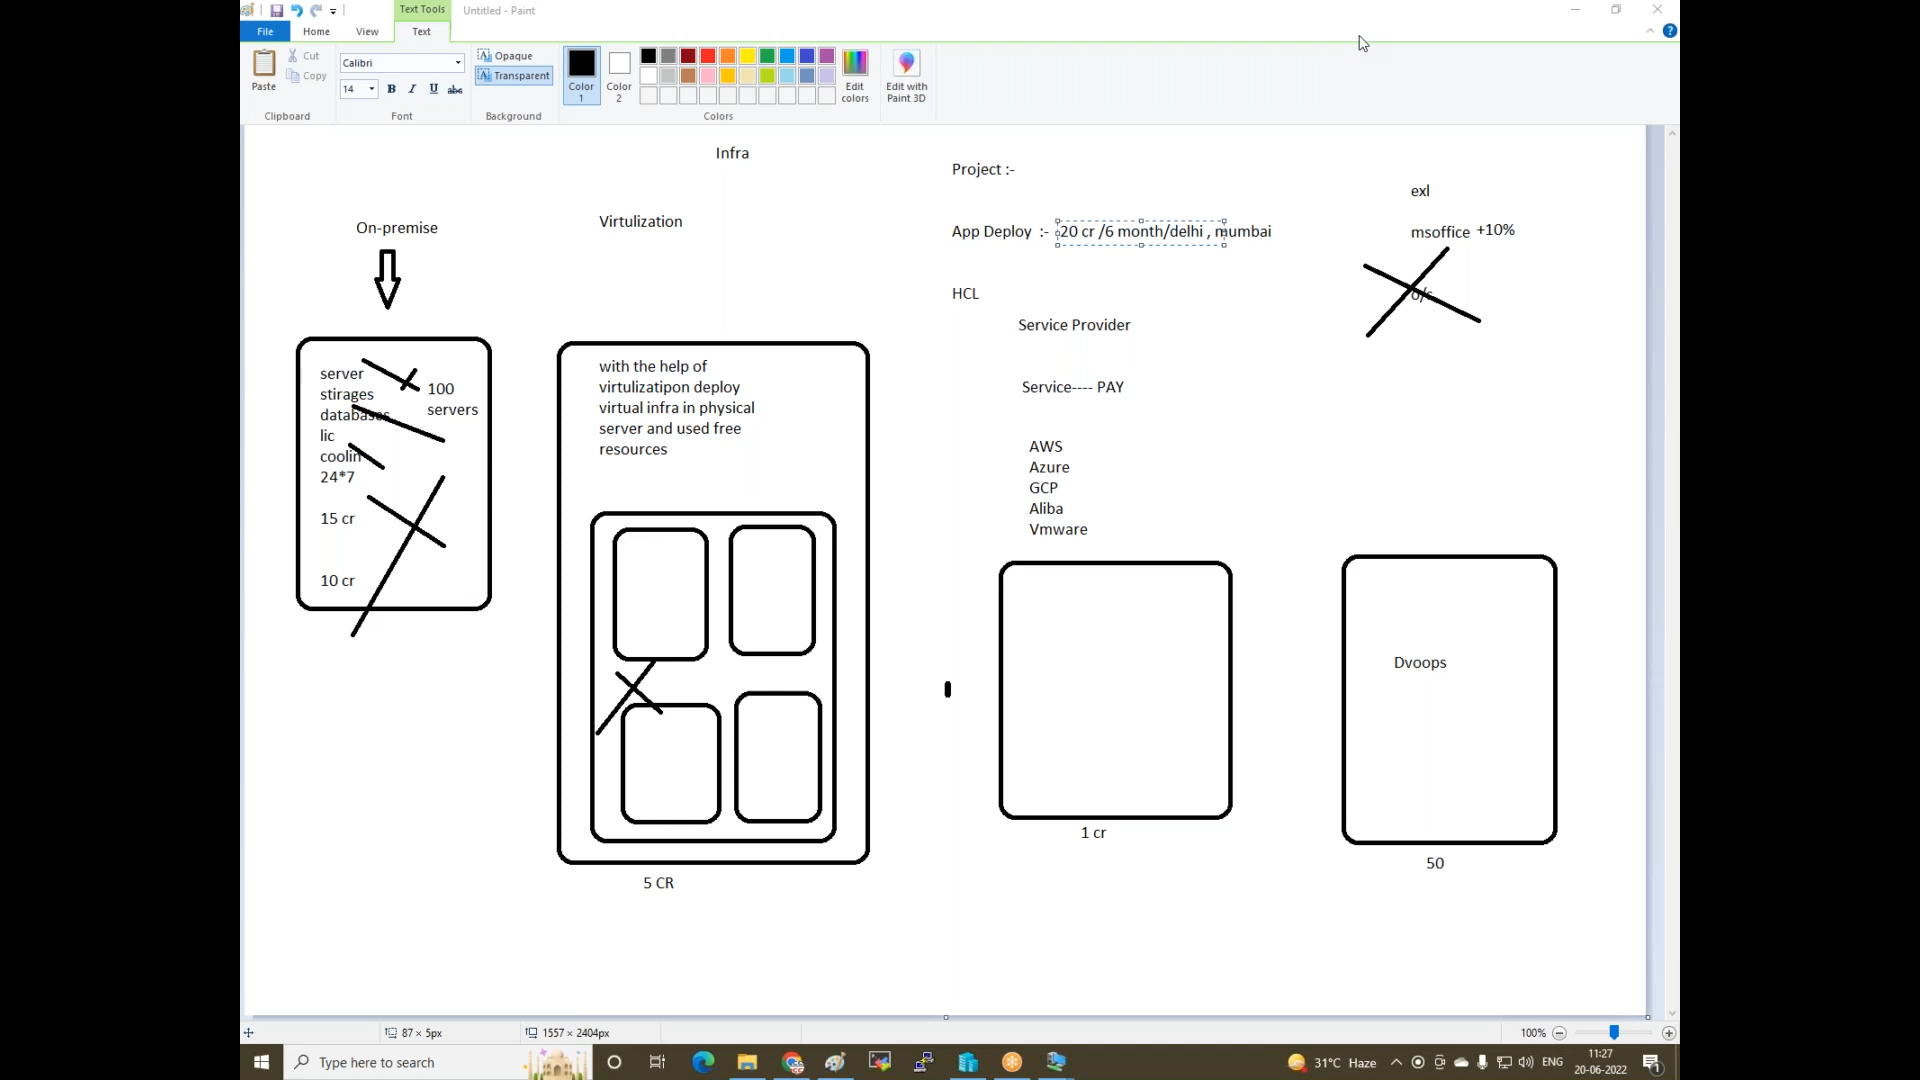 Text Tools
Untitled - Paint
File
Home
View
Text
Paste
Cut
Copy
Clipboard
Calibri
14
B
I
U
abc
Font
Opaque
Transparent
Background
Color
1
Color
2
Edit
colors
Colors
Edit with
Paint 3D
Infra
Project :-
exl
Virtulization
On-premise
App Deploy :- 20 cr /6 month/delhi , mumbai
msoffice +10%
HCL
o/s
Service Provider
server
stirages
databases
lic
coolin
24*7
100
servers
15 cr
10 cr
with the help of
virtulizatipon deploy
virtual infra in physical
server and used free
resources
Service---- PAY
AWS
Azure
GCP
Aliba
Vmware
Dvoops
1 cr
50
5 CR
87 × 5px
1557 × 2404px
100%
Type here to search
31°C Haze
ENG
11:27
20-06-2022
1